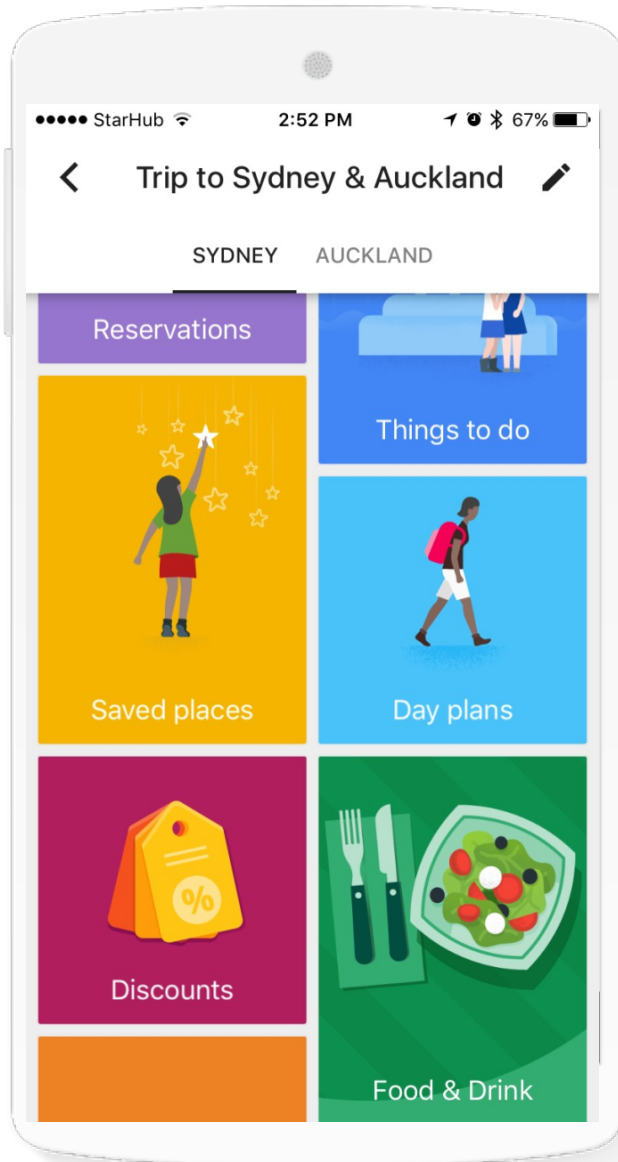 StarHub 2:52 PM 67%
Trip to Sydney & Auckland
SYDNEY AUCKLAND
Reservations
Things to do
Saved places
Day plans
%
Discounts
Food & Drink